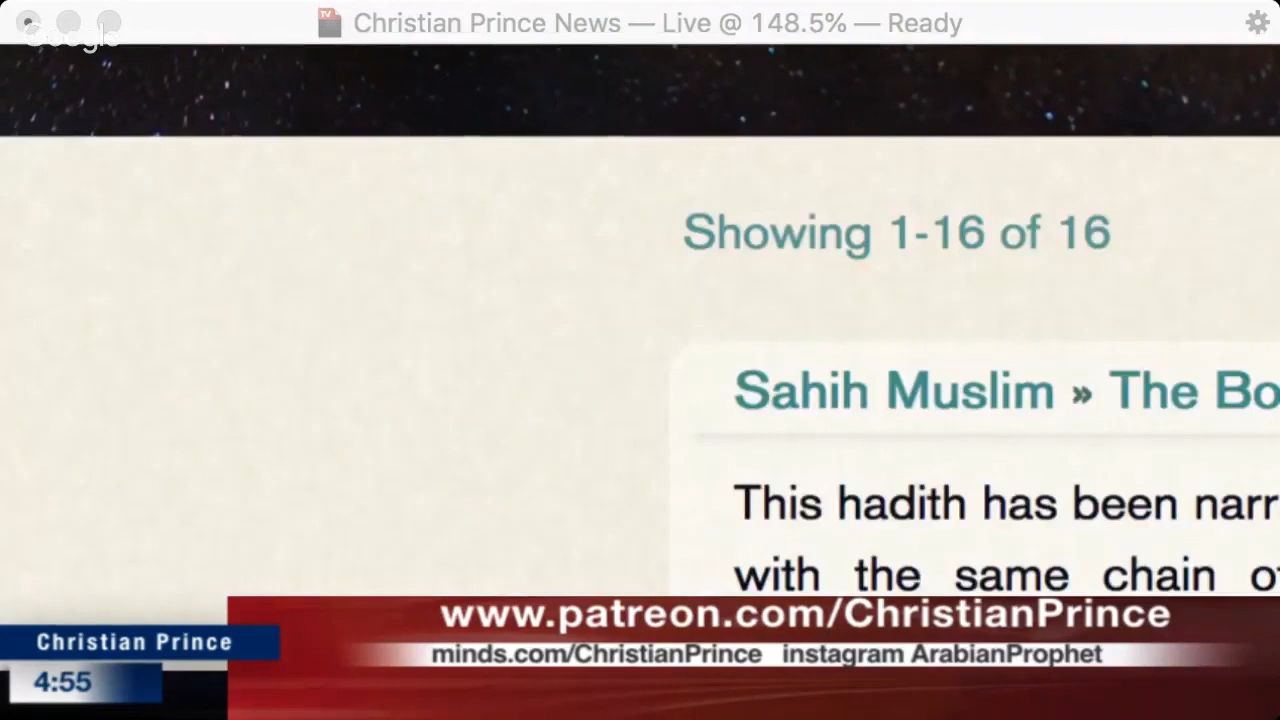 Christian Prince News — Live @ 148.5% — Ready
Google
Showing 1-16 of 16
Sahih Muslim » The Bo
This hadith has been narr
with the same chain of
www.patreon.com/ChristianPrince
Christian Prince
minds.com/ChristianPrince instagram ArabianProphet
4:55